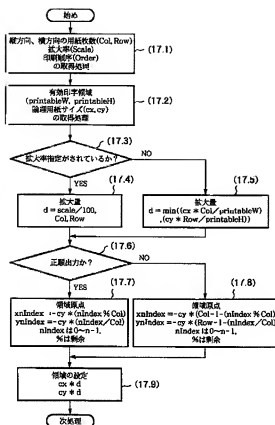 始め
縦方向、横方向の用紙枚数(Col, Row)
拡大率(Scale)
印刷順序(Order)
の取得処理
(17.1)
有効印字領域
(printableW, printableH)
論理用紙サイズ(cx, cy)
の取得処理
(17.2)
(17.3)
拡大率指定がされているか?
NO
YES
(17.4)
拡大量
d = scale/100,
Col, Row
(17.5)
拡大量
d = min((cx * Col/printableW)
,(cy * Row/printableH))
(17.6)
正順出力か?
NO
YES
(17.7)
領域原点
xnIndex =-cy * (nIndex % Col)
ynIndex =-cy * (nIndex/Col)
nIndex は 0~n-1,
%は剰余
(17.8)
領域原点
xnIndex =-cy * (Col-1-(nIndex % Col)
ynIndex =-cy * (Row-1-(nIndex/Col)
nIndex は 0~n-1,
%は剰余
領域の設定
cx * d
cy * d
(17.9)
次処理